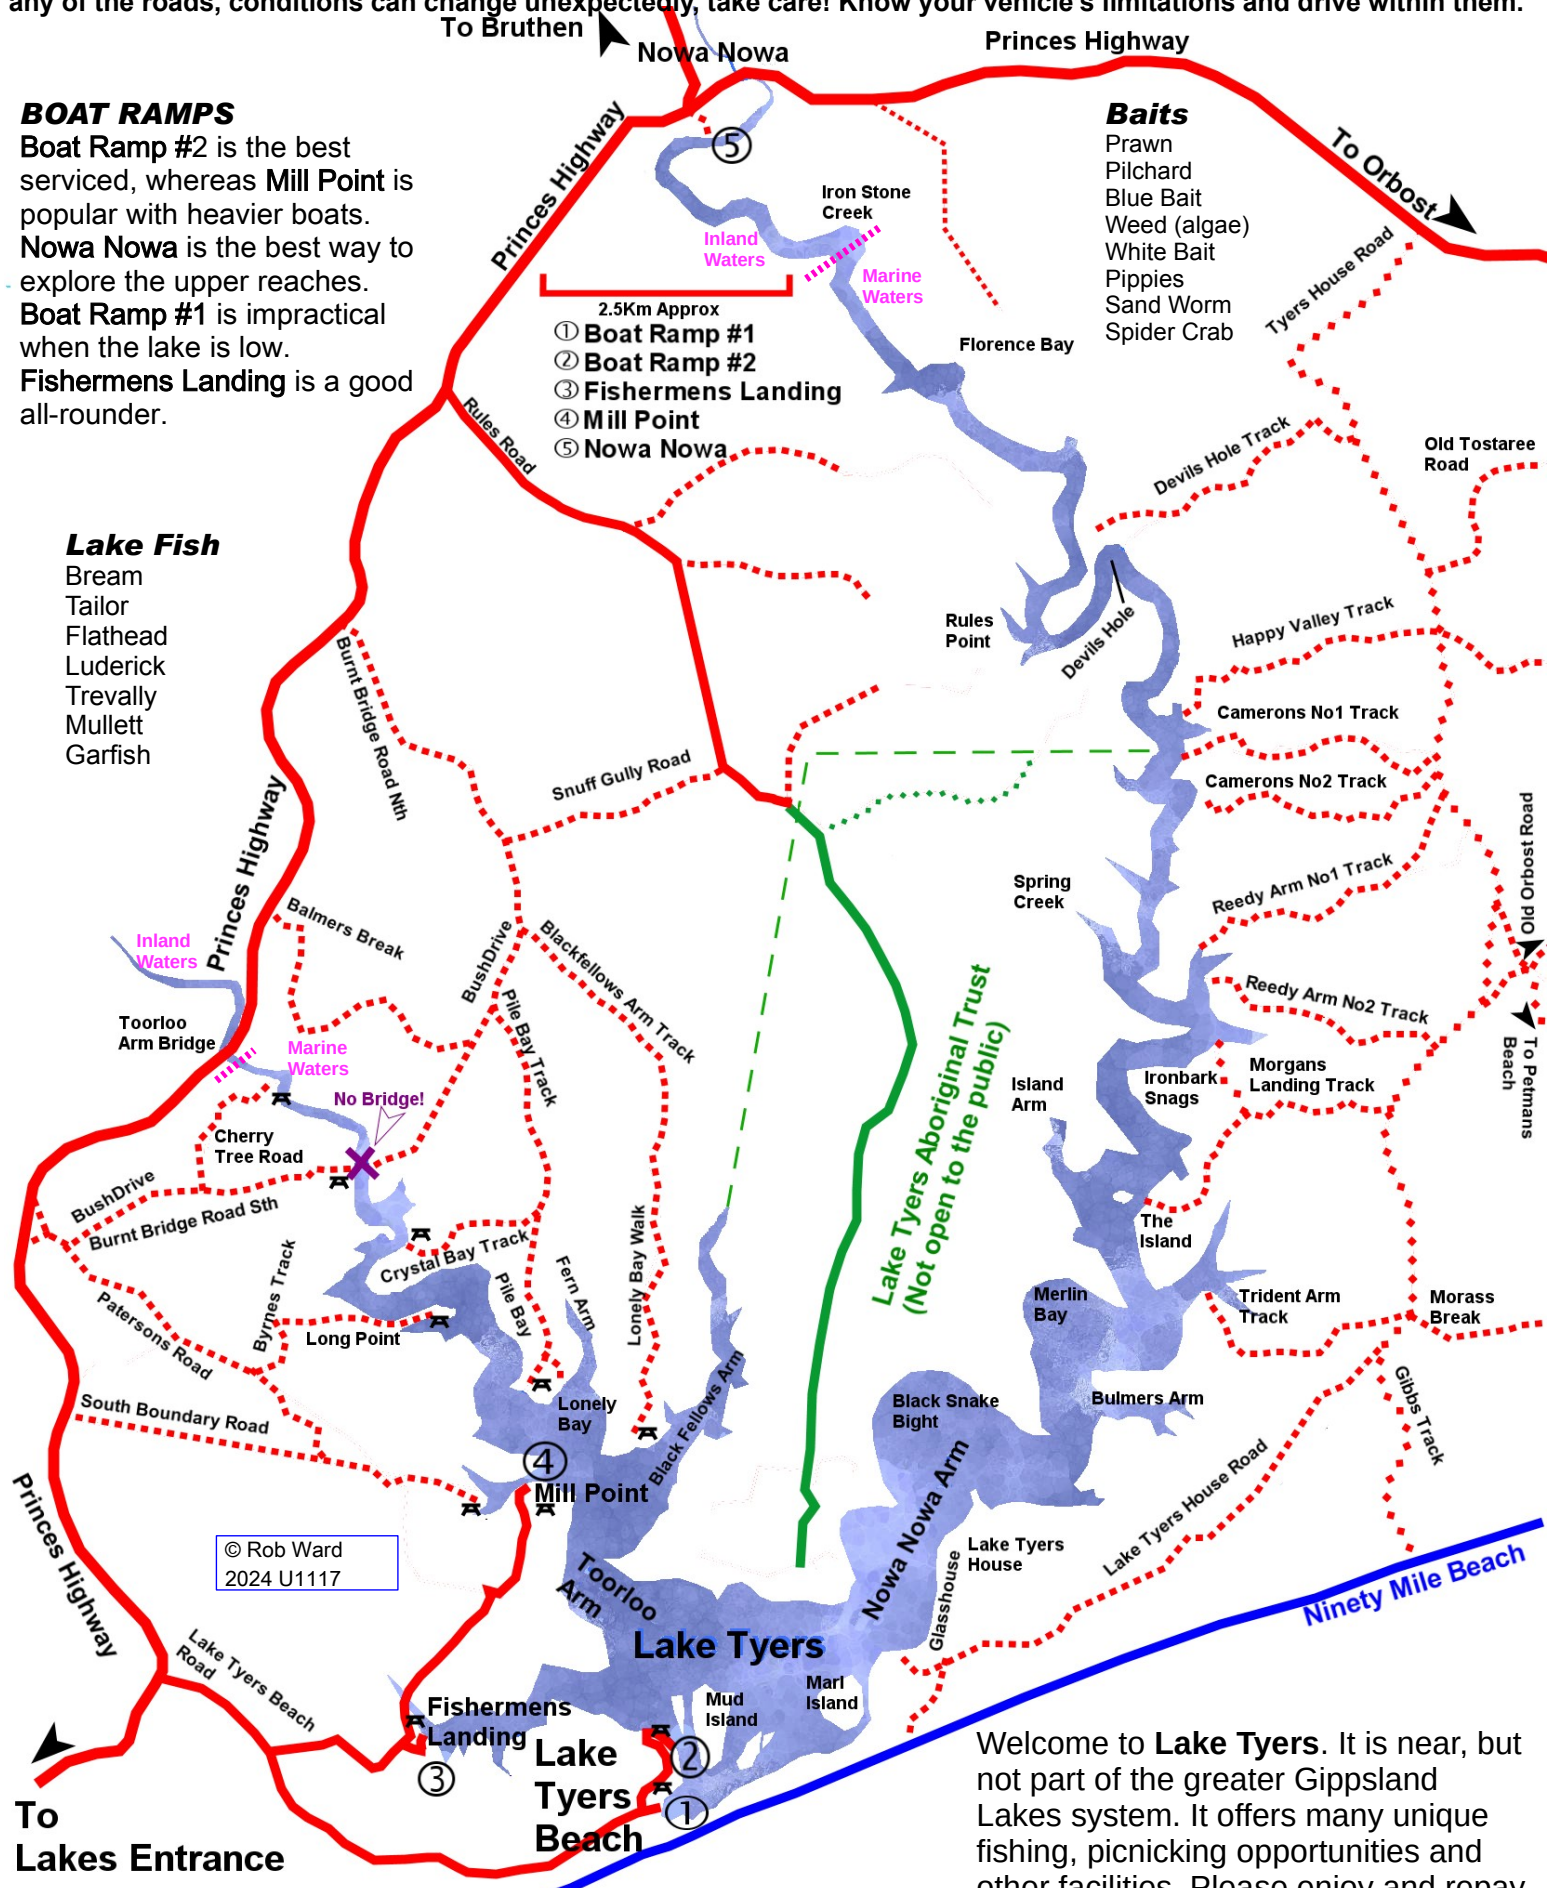 any of the roads, conditions can change unexpectedly, take care! Know your vehicle's limitations and drive within them.
To Bruthen
Nowa Nowa
Princes Highway
BOAT RAMPS
Boat Ramp #2 is the best
serviced, whereas Mill Point is
popular with heavier boats.
Nowa Nowa is the best way to
explore the upper reaches.
Boat Ramp #1 is impractical
when the lake is low.
Fishermens Landing is a good
all-rounder.
Princes Highway
5
Baits
Prawn
Pilchard
Blue Bait
Weed (algae)
White Bait
Pippies
Sand Worm
Spider Crab
To Orbost
Iron Stone
Creek
Inland
Waters
Marine
Waters
2.5Km Approx
① Boat Ramp #1
② Boat Ramp #2
③ Fishermens Landing
④ Mill Point
⑤ Nowa Nowa
Florence Bay
Tyers House Road
Rules Road
Devils Hole Track
Old Tostaree
Road
Lake Fish
Bream
Tailor
Flathead
Luderick
Trevally
Mullett
Garfish
Rules
Point
Devils Hole
Happy Valley Track
Burnt Bridge Road Nth
Camerons No1 Track
Snuff Gully Road
Camerons No2 Track
Old Orbost Road
Princes Highway
Spring
Creek
Reedy Arm No1 Track
Balmers Break
Inland
Waters
BushDrive
Blackfellows Arm Track
Reedy Arm No2 Track
Pile Bay Track
Toorloo
Arm Bridge
Marine
Waters
Lake Tyers Aboriginal Trust
(Not open to the public)
To Petmans
Beach
No Bridge!
Island
Arm
Ironbark
Snags
Morgans
Landing Track
Cherry
Tree Road
BushDrive
Burnt Bridge Road Sth
The
Island
Crystal Bay Track
Byrnes Track
Pile Bay
Fern Arm
Lonely Bay Walk
Merlin
Bay
Trident Arm
Track
Morass
Break
Patersons Road
Long Point
South Boundary Road
Lonely
Bay
Black Fellows Arm
Black Snake
Bight
Bulmers Arm
Gibbs Track
4
Mill Point
Princes Highway
© Rob Ward
2024 U1117
Nowa Nowa Arm
Lake Tyers
House
Lake Tyers House Road
Toorloo
Arm
Glasshouse
Ninety Mile Beach
Lake Tyers
Lake Tyers Beach
Road
Marl
Island
Mud
Island
Fishermens
Landing
3
Lake
Tyers
Beach
2
1
To
Lakes Entrance
Welcome to Lake Tyers. It is near, but
not part of the greater Gippsland
Lakes system. It offers many unique
fishing, picnicking opportunities and
other facilities. Please enjoy and repay